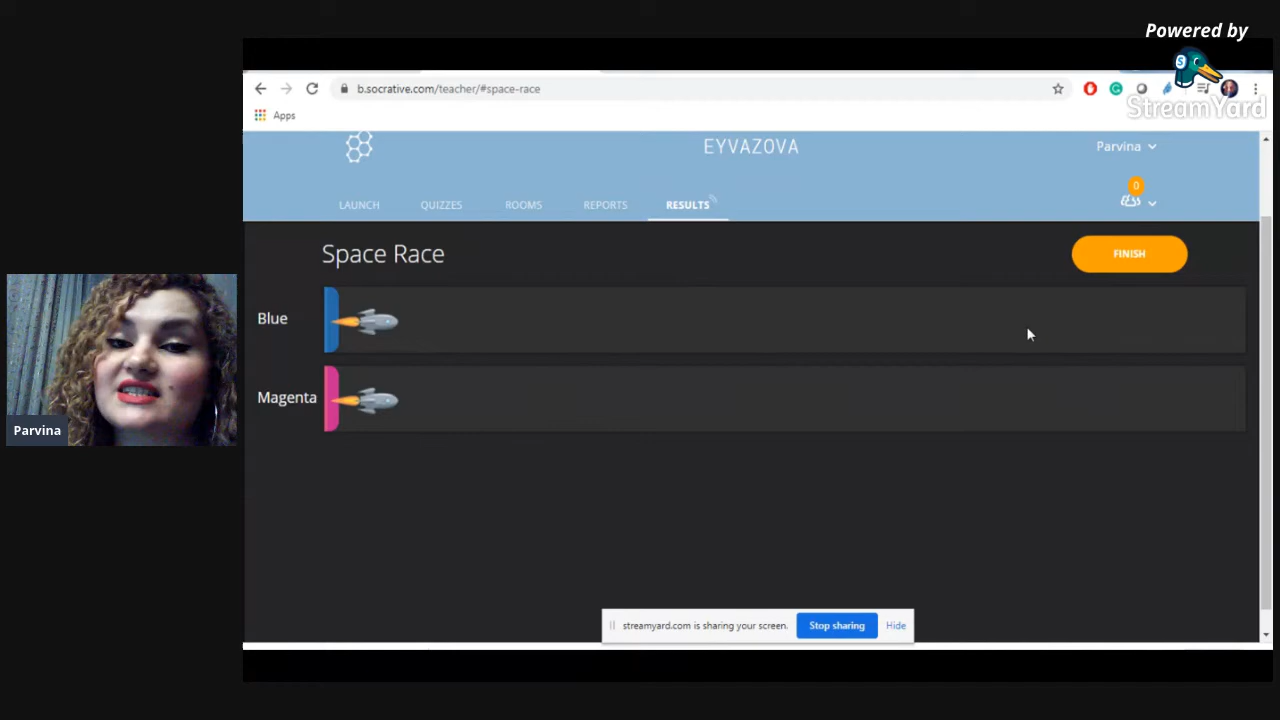 Powered by
StreamYard
b.socrative.com/teacher/#space-race
Apps
EYVAZOVA
Parvina
0
LAUNCH QUIZZES ROOMS REPORTS RESULTS
Space Race
FINISH
Blue
Magenta
Parvina
streamyard.com is sharing your screen. Stop sharing Hide